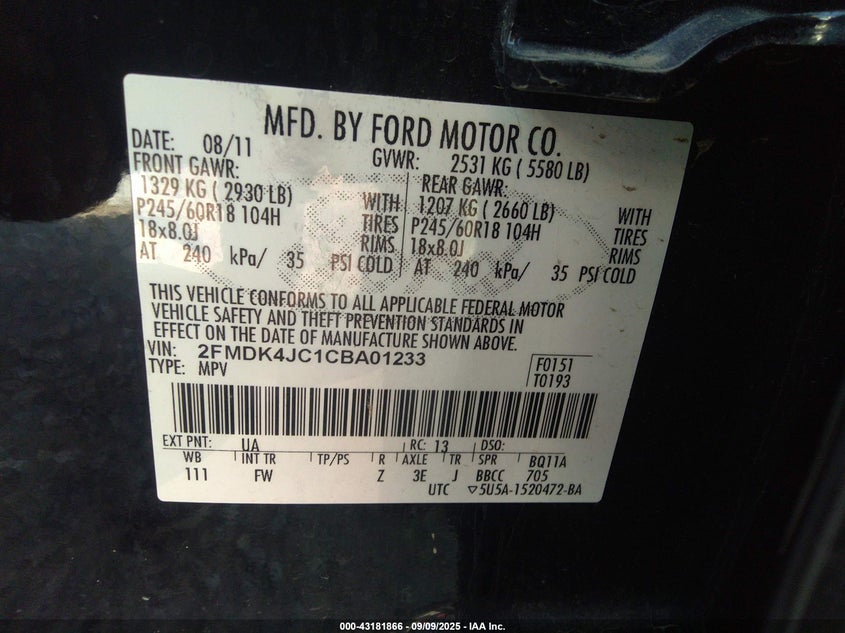 MFD. BY FORD MOTOR CO.
DATE: 08/11 GVWR: 2531 KG ( 5580 LB)
FRONT GAWR: REAR GAWR:
1329 KG ( 2930 LB) WITH 1207 KG ( 2660 LB) WITH
P245/60R18 104H TIRES P245/60R18 104H TIRES
18x8.0J RIMS 18x8.0J RIMS
AT 240 kPa/ 35 PSI COLD AT 240 kPa/ 35 PSI COLD
THIS VEHICLE CONFORMS TO ALL APPLICABLE FEDERAL MOTOR
VEHICLE SAFETY AND THEFT PREVENTION STANDARDS IN
EFFECT ON THE DATE OF MANUFACTURE SHOWN ABOVE.
VIN: 2FMDK4JC1CBA01233 F0151
TYPE: MPV T0193
EXT PNT: UA RC: 13 DSO:
WB INT TR TP/PS R AXLE TR SPR BQ11A
111 FW Z 3E J BBCC 705
UTC ▽5U5A-1520472-BA
000-43181866 - 09/09/2025 - IAA Inc.